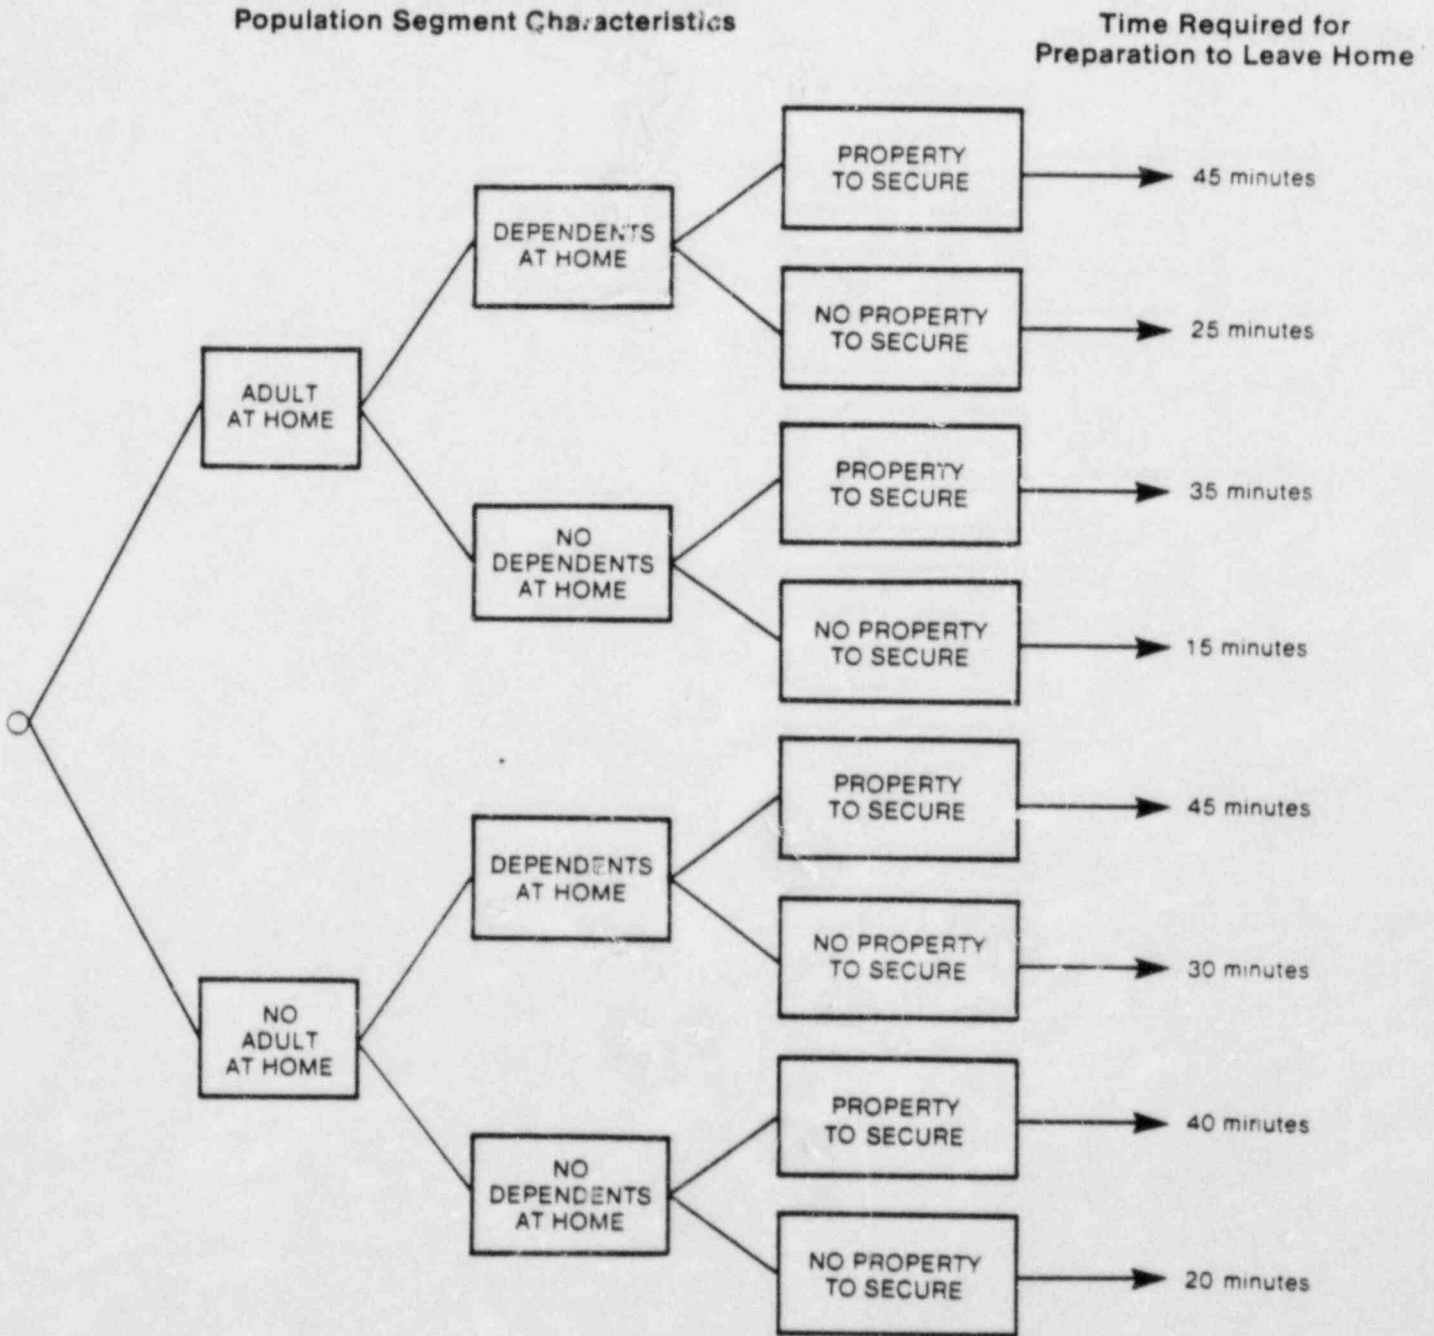 Population Segment Characteristics
Time Required for
Preparation to Leave Home
ADULT
AT HOME
DEPENDENTS
AT HOME
PROPERTY
TO SECURE
45 minutes
NO PROPERTY
TO SECURE
25 minutes
NO
DEPENDENTS
AT HOME
PROPERTY
TO SECURE
35 minutes
NO PROPERTY
TO SECURE
15 minutes
NO
ADULT
AT HOME
DEPENDENTS
AT HOME
PROPERTY
TO SECURE
45 minutes
NO PROPERTY
TO SECURE
30 minutes
NO
DEPENDENTS
AT HOME
PROPERTY
TO SECURE
40 minutes
NO PROPERTY
TO SECURE
20 minutes